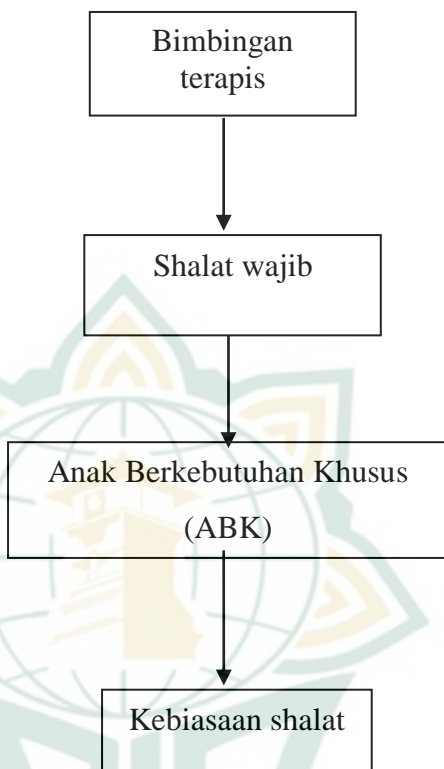 Bimbingan
terapis
Shalat wajib
Anak Berkebutuhan Khusus
(ABK)
Kebiasaan shalat